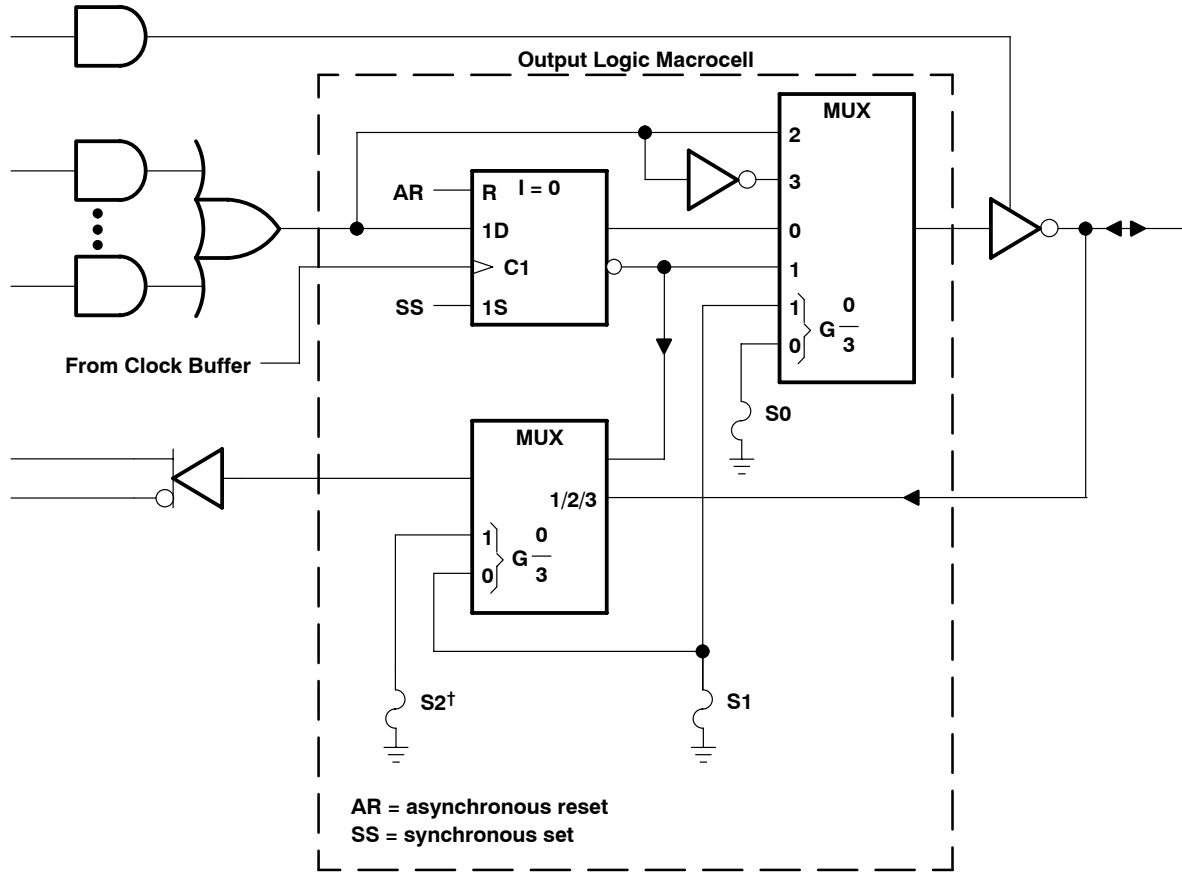 Output Logic Macrocell
MUX
2
3
0
1
1
0
G 0
3
AR
R
I = 0
1D
C1
SS
1S
From Clock Buffer
S0
MUX
1/2/3
1
0
G 0
3
S2†
S1
AR = asynchronous reset
SS = synchronous set